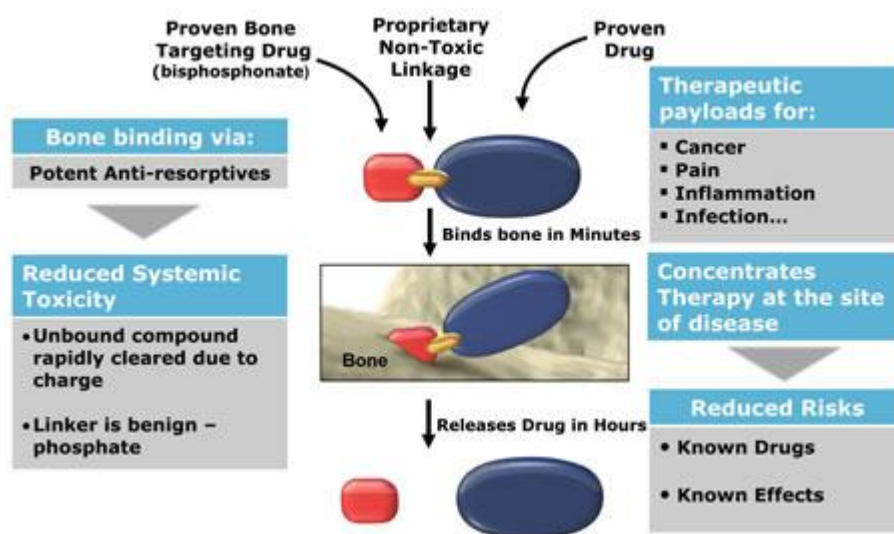 Proven Bone
Targeting Drug
(bisphosphonate)
Proprietary
Non-Toxic
Linkage
Proven
Drug
Bone binding via:
Potent Anti-resorptives
Reduced Systemic
Toxicity
•Unbound compound
rapidly cleared due to
charge
•Linker is benign –
phosphate
Binds bone in Minutes
Bone
Releases Drug in Hours
Therapeutic
payloads for:
▪ Cancer
▪ Pain
▪ Inflammation
▪ Infection...
Concentrates
Therapy at the site
of disease
Reduced Risks
• Known Drugs
• Known Effects